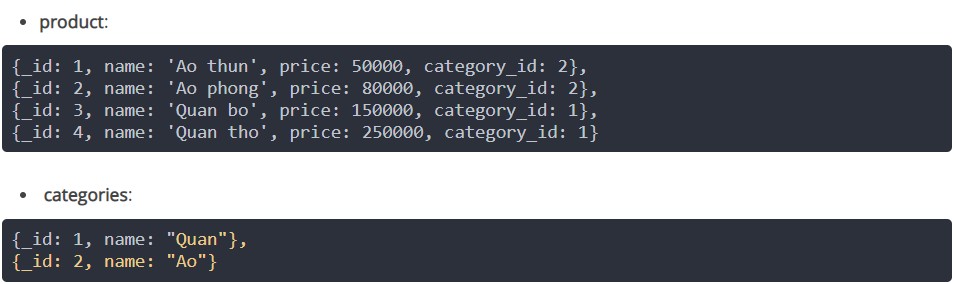 • product:
{_id: 1, name: 'Ao thun', price: 50000, category_id: 2},
{_id: 2, name: 'Ao phong', price: 80000, category_id: 2},
{_id: 3, name: 'Quan bo', price: 150000, category_id: 1},
{_id: 4, name: 'Quan tho', price: 250000, category_id: 1}
• categories:
{_id: 1, name: "Quan"},
{_id: 2, name: "Ao"}